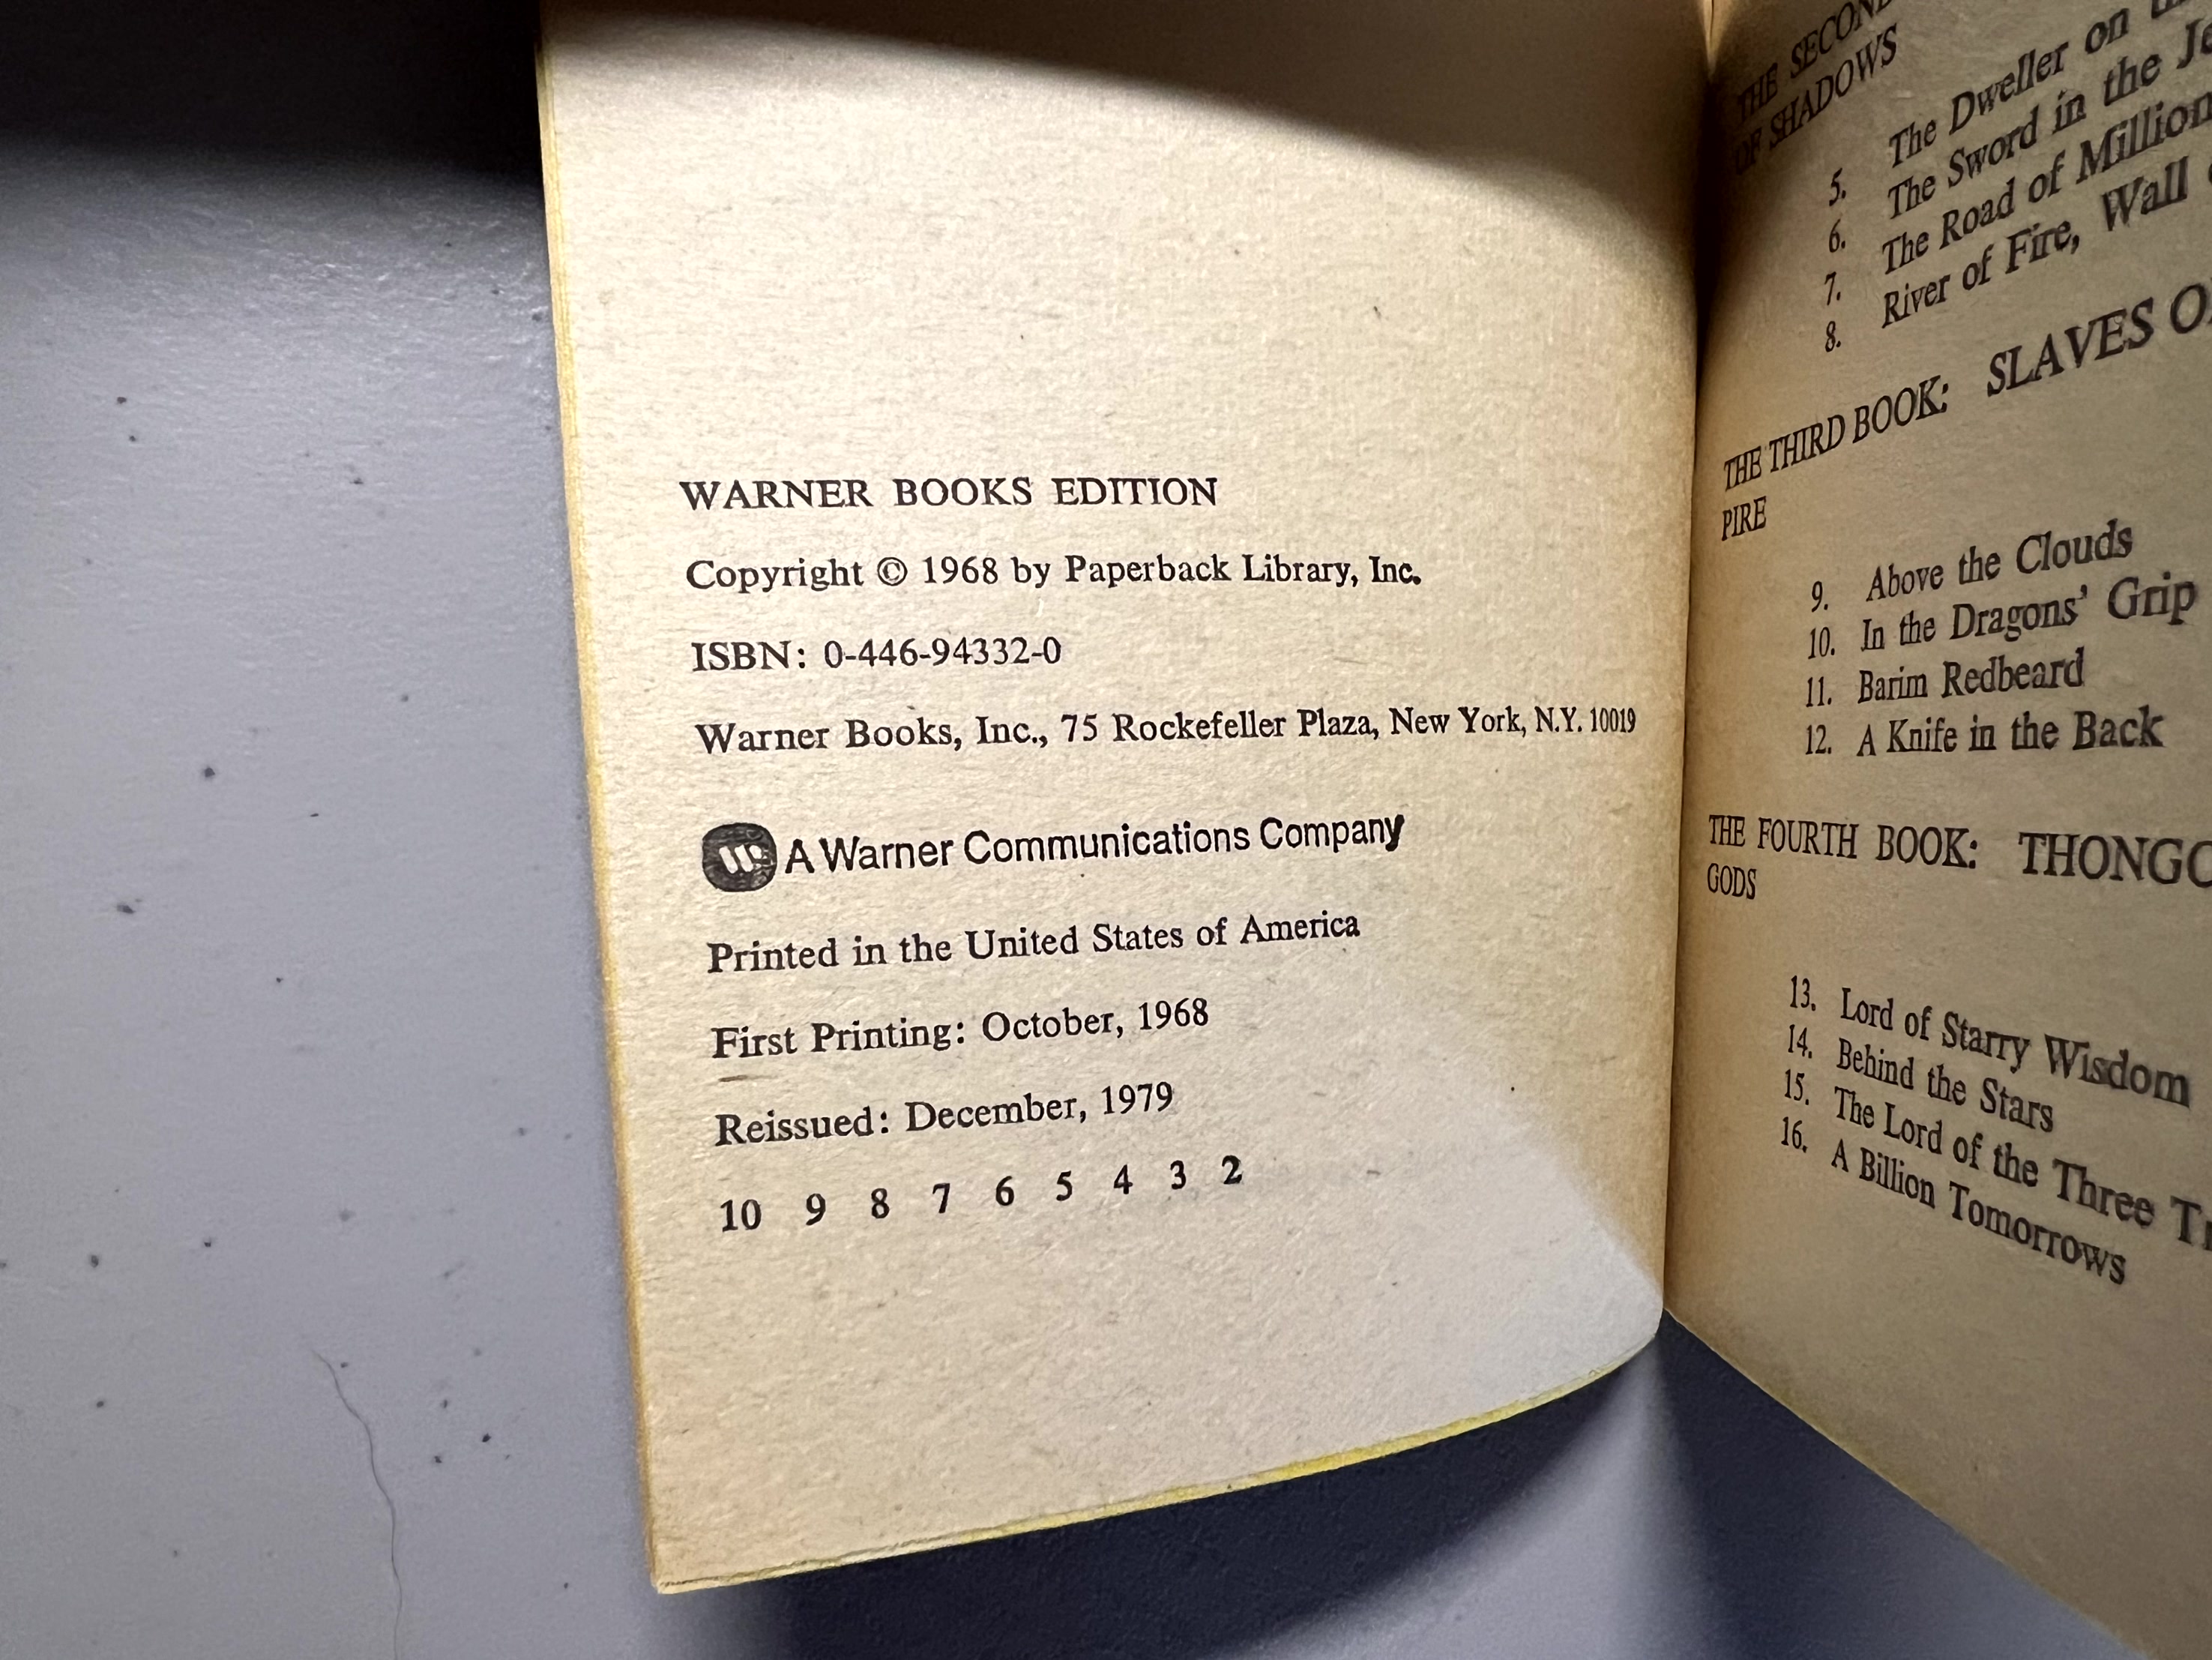 WARNER BOOKS EDITION
Copyright © 1968 by Paperback Library, Inc.
ISBN: 0-446-94332-0
Warner Books, Inc., 75 Rockefeller Plaza, New York, N.Y. 10019
W A Warner Communications Company
Printed in the United States of America
First Printing: October, 1968
Reissued: December, 1979
10 9 8 7 6 5 4 3 2
THE SECOND
OF SHADOWS
5. The Dweller on
6. The Sword in the
7. The Road of Million
8. River of Fire, Wall
THE THIRD BOOK: SLAVES
PIRE
9. Above the Clouds
10. In the Dragons' Grip
11. Barim Redbeard
12. A Knife in the Back
THE FOURTH BOOK: THONGO
GODS
13. Lord of Starry Wisdom
14. Behind the Stars
15. The Lord of the Three
16. A Billion Tomorrows